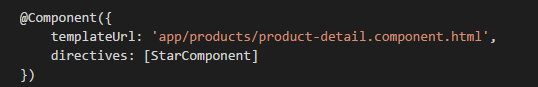 @Component({
    templateUrl: 'app/products/product-detail.component.html',
    directives: [StarComponent]
})